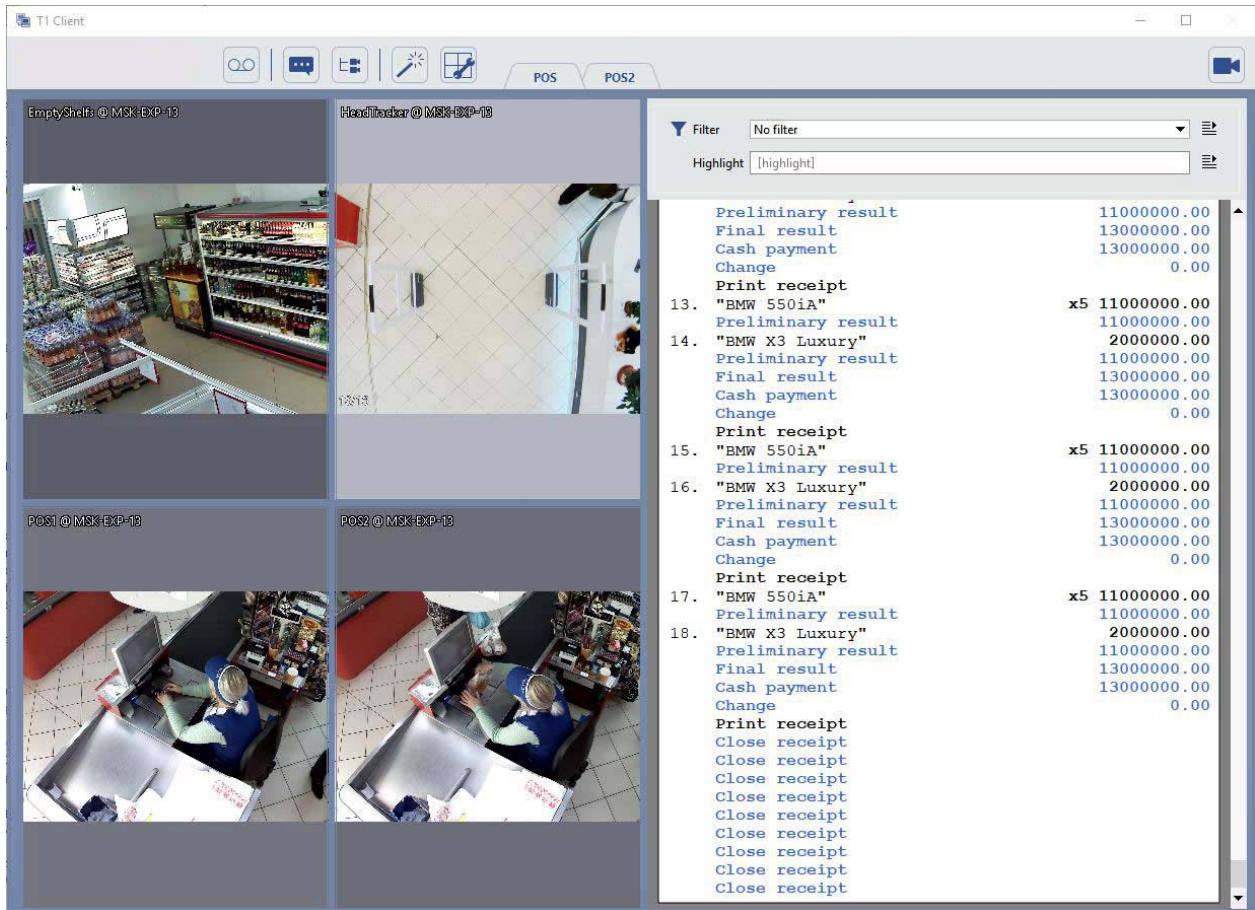 T1 Client
POS POS2
EmptyShelfs @ MSK-EXP-13
HeadTracker @ MSK-EXP-13
POS1 @ MSK-EXP-13
POS2 @ MSK-EXP-13
Filter No filter
Highlight [highlight]
Preliminary result 11000000.00
Final result 13000000.00
Cash payment 13000000.00
Change 0.00
Print receipt
13. "BMW 550iA" x5 11000000.00
Preliminary result 11000000.00
14. "BMW X3 Luxury" 2000000.00
Preliminary result 11000000.00
Final result 13000000.00
Cash payment 13000000.00
Change 0.00
Print receipt
15. "BMW 550iA" x5 11000000.00
Preliminary result 11000000.00
16. "BMW X3 Luxury" 2000000.00
Preliminary result 11000000.00
Final result 13000000.00
Cash payment 13000000.00
Change 0.00
Print receipt
17. "BMW 550iA" x5 11000000.00
Preliminary result 11000000.00
18. "BMW X3 Luxury" 2000000.00
Preliminary result 11000000.00
Final result 13000000.00
Cash payment 13000000.00
Change 0.00
Print receipt
Close receipt
Close receipt
Close receipt
Close receipt
Close receipt
Close receipt
Close receipt
Close receipt
Close receipt